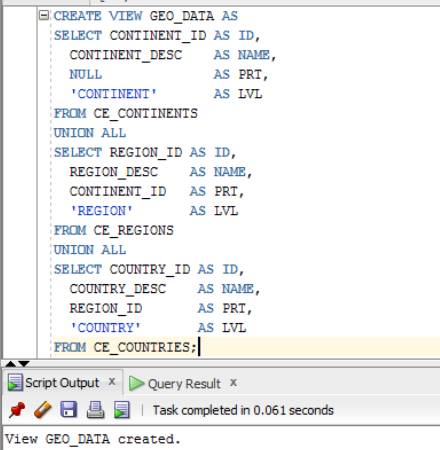 CREATE VIEW GEO_DATA AS
SELECT CONTINENT_ID AS ID,
CONTINENT_DESC AS NAME,
NULL AS PRT,
'CONTINENT' AS LVL
FROM CE_CONTINENTS
UNION ALL
SELECT REGION_ID AS ID,
REGION_DESC AS NAME,
CONTINENT_ID AS PRT,
'REGION' AS LVL
FROM CE_REGIONS
UNION ALL
SELECT COUNTRY_ID AS ID,
COUNTRY_DESC AS NAME,
REGION_ID AS PRT,
'COUNTRY' AS LVL
FROM CE_COUNTRIES;
Script Output x Query Result x
Task completed in 0.061 seconds
View GEO_DATA created.